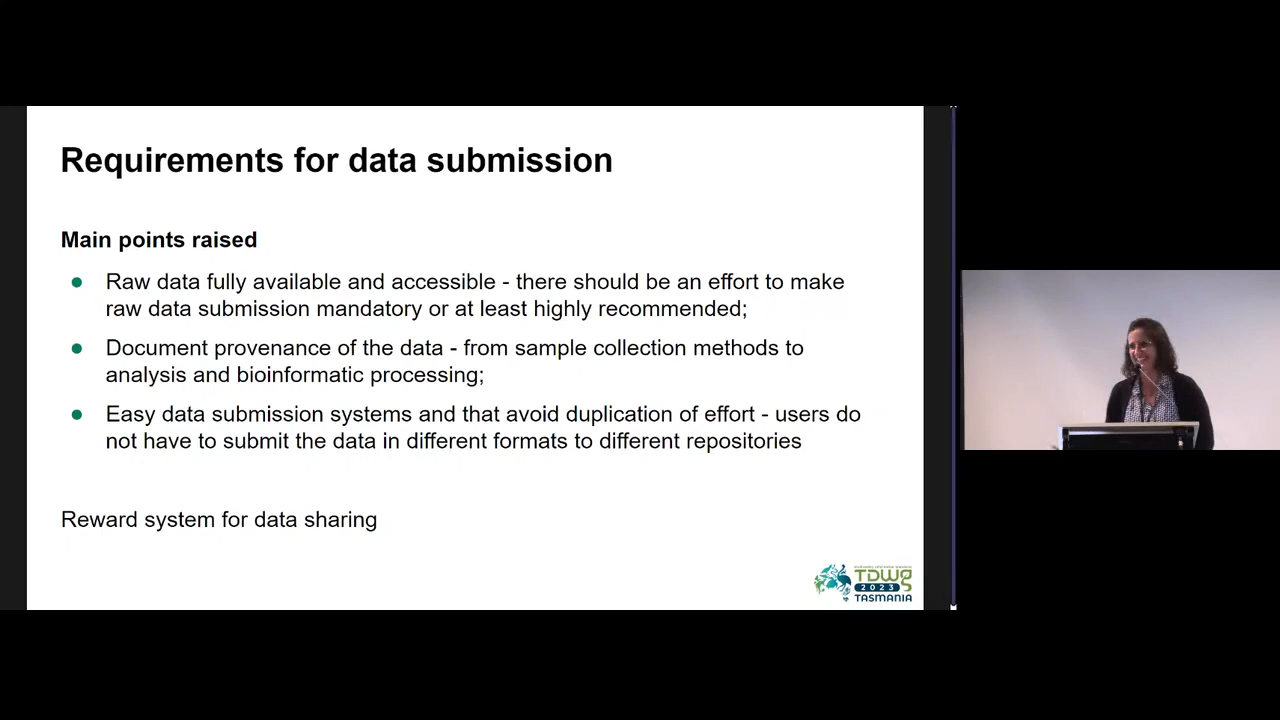 Requirements for data submission
Main points raised
Raw data fully available and accessible - there should be an effort to make
raw data submission mandatory or at least highly recommended;
Document provenance of the data - from sample collection methods to
analysis and bioinformatic processing;
Easy data submission systems and that avoid duplication of effort - users do
not have to submit the data in different formats to different repositories
Reward system for data sharing
TDWG
2023
TASMANIA